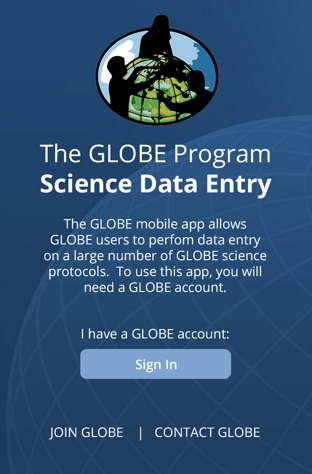 The GLOBE Program
Science Data Entry
The GLOBE mobile app allows
GLOBE users to perfom data entry
on a large number of GLOBE science
protocols. To use this app, you will
need a GLOBE account.
I have a GLOBE account:
Sign In
JOIN GLOBE | CONTACT GLOBE